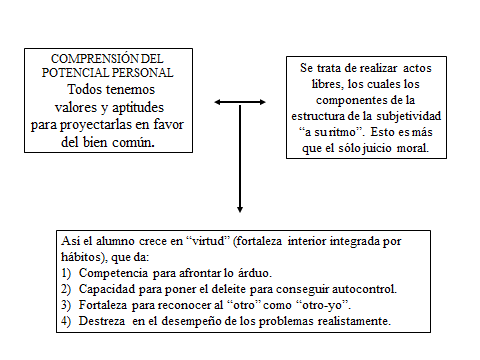 COMPRENSIÓN DEL
POTENCIAL PERSONAL
Todos tenemos
valores y aptitudes
para proyectarlas en favor
del bien común.
Se trata de realizar actos
libres, los cuales los
componentes de la
estructura de la subjetividad
“a su ritmo”. Esto es más
que el sólo juicio moral.
Así el alumno crece en “virtud” (fortaleza interior integrada por
hábitos), que da:
1) Competencia para afrontar lo árduo.
2) Capacidad para poner el deleite para conseguir autocontrol.
3) Fortaleza para reconocer al “otro” como “otro-yo”.
4) Destreza en el desempeño de los problemas realistamente.